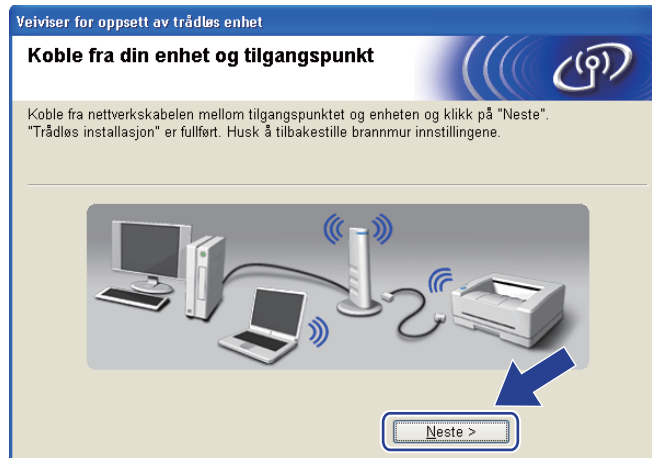 Veiviser for oppsett av trådløs enhet
Koble fra din enhet og tilgangspunkt
Koble fra nettverkskabelen mellom tilgangspunktet og enheten og klikk på "Neste".
"Trådløs installasjon" er fullført. Husk å tilbakestille brannmur innstillingene.
Neste >